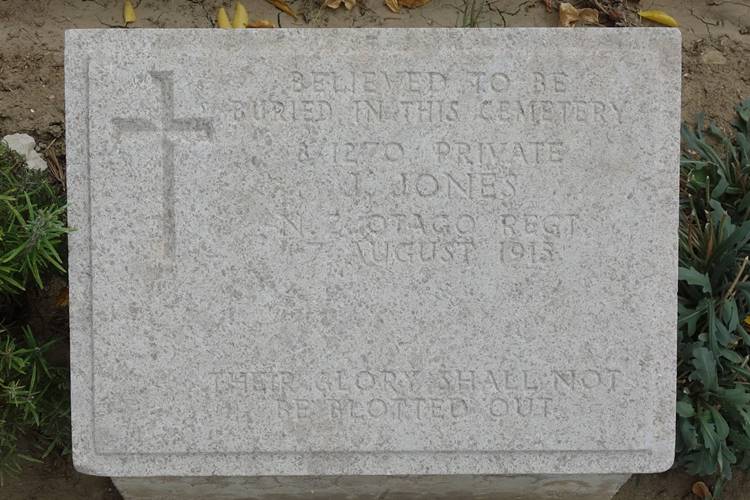 BELIEVED TO BE
BURIED IN THIS CEMETERY
8/1270 PRIVATE
J. JONES
N. Z. OTAGO REGT
7 AUGUST 1915
THEIR GLORY SHALL NOT
BE BLOTTED OUT